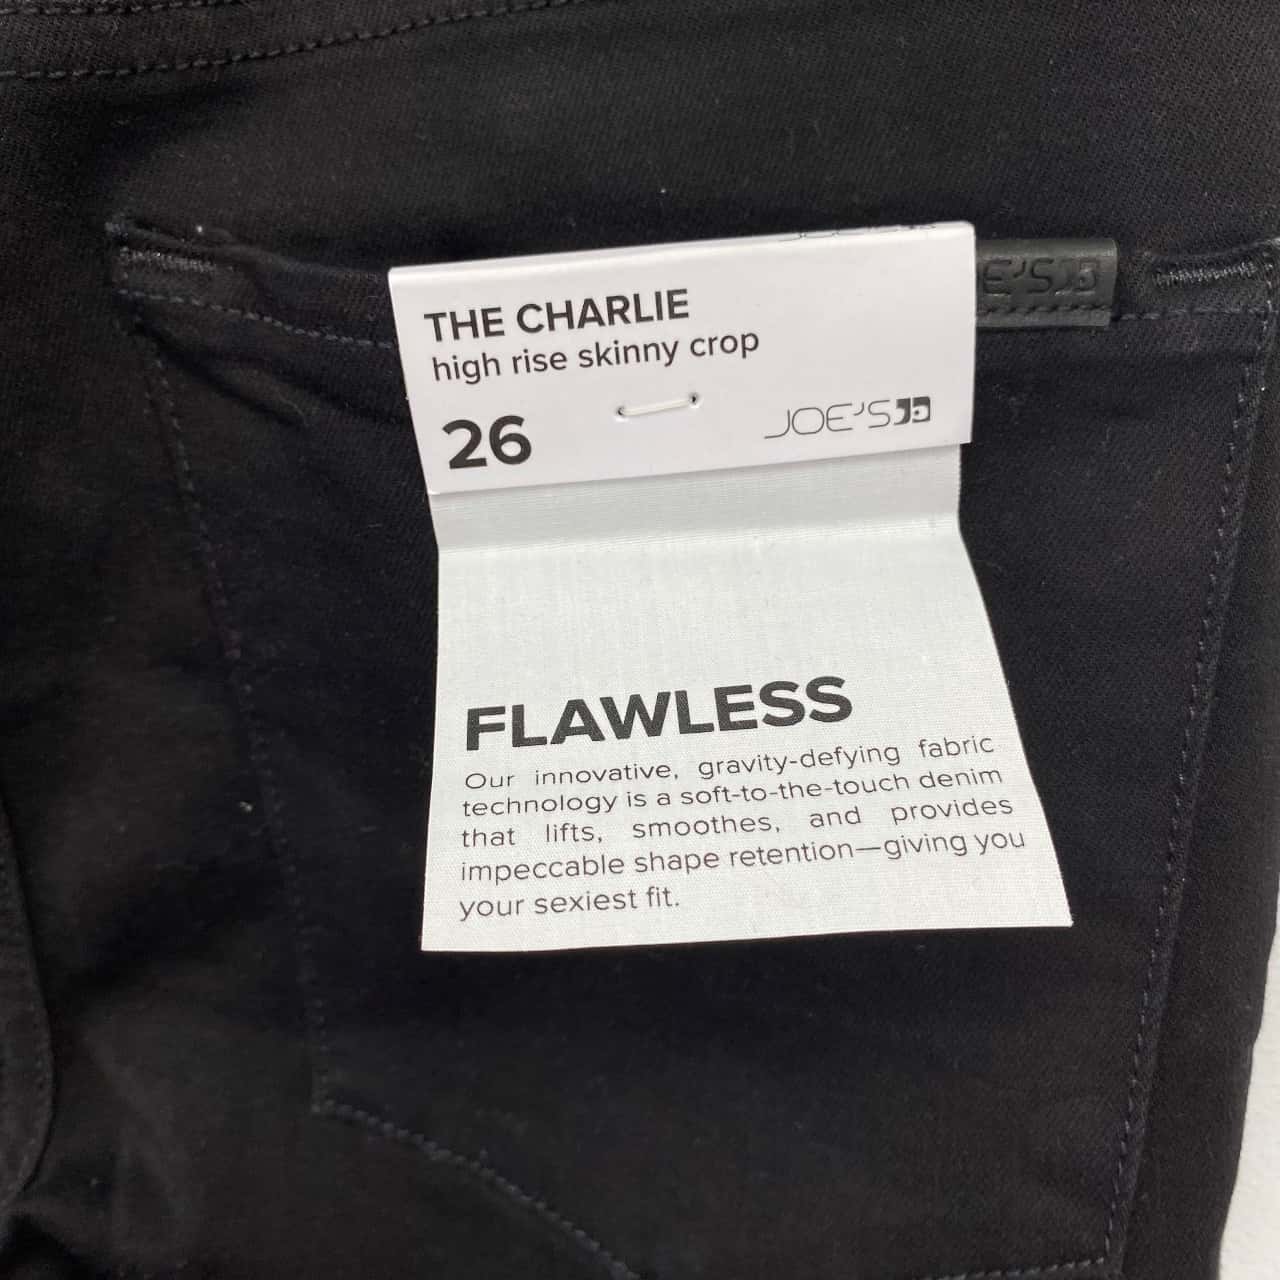 THE CHARLIE
high rise skinny crop
26
JOE'S
E'S
FLAWLESS
Our innovative, gravity-defying fabric
technology is a soft-to-the-touch denim
that lifts, smoothes, and provides
impeccable shape retention—giving you
your sexiest fit.